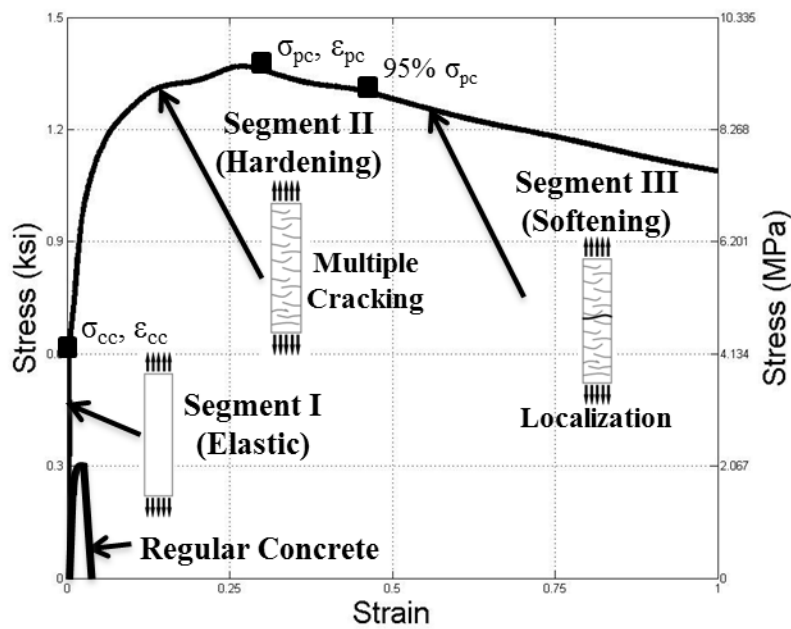 1.5
10.335
σpc, εpc
95% σpc
1.2
8.268
Segment II
(Hardening)
Segment III
(Softening)
0.9
6.201
Multiple
Cracking
Stress (ksi)
Stress (MPa)
σcc, εcc
4.134
Segment I
(Elastic)
Localization
0.3
2.067
Regular Concrete
0
0
0.25
0.5
0.75
1
Strain